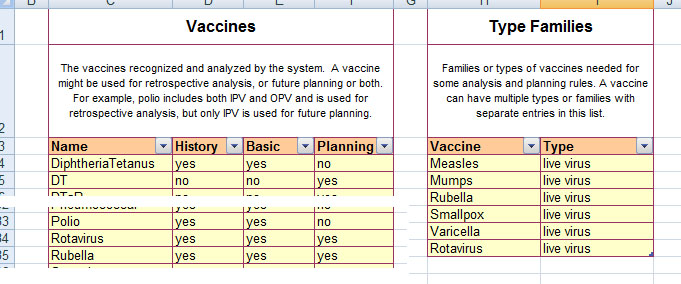 C D E G H I J
1 Vaccines Type Families
The vaccines recognized and analyzed by the system. A vaccine
might be used for retrospective analysis, or future planning or both.
For example, polio includes both IPV and OPV and is used for
retrospective analysis, but only IPV is used for future planning.
Families or types of vaccines needed for
some analysis and planning rules. A vaccine
can have multiple types or families with
separate entries in this list.
2
3 Name History Basic Planning Vaccine Type
4 DiphtheriaTetanus yes yes no Measles live virus
5 DT no no yes Mumps live virus
DTaP no no yes Rubella live virus
Pneumococcal yes yes no Smallpox live virus
33 Polio yes yes no Varicella live virus
34 Rotavirus yes yes yes Rotavirus live virus
35 Rubella yes yes yes